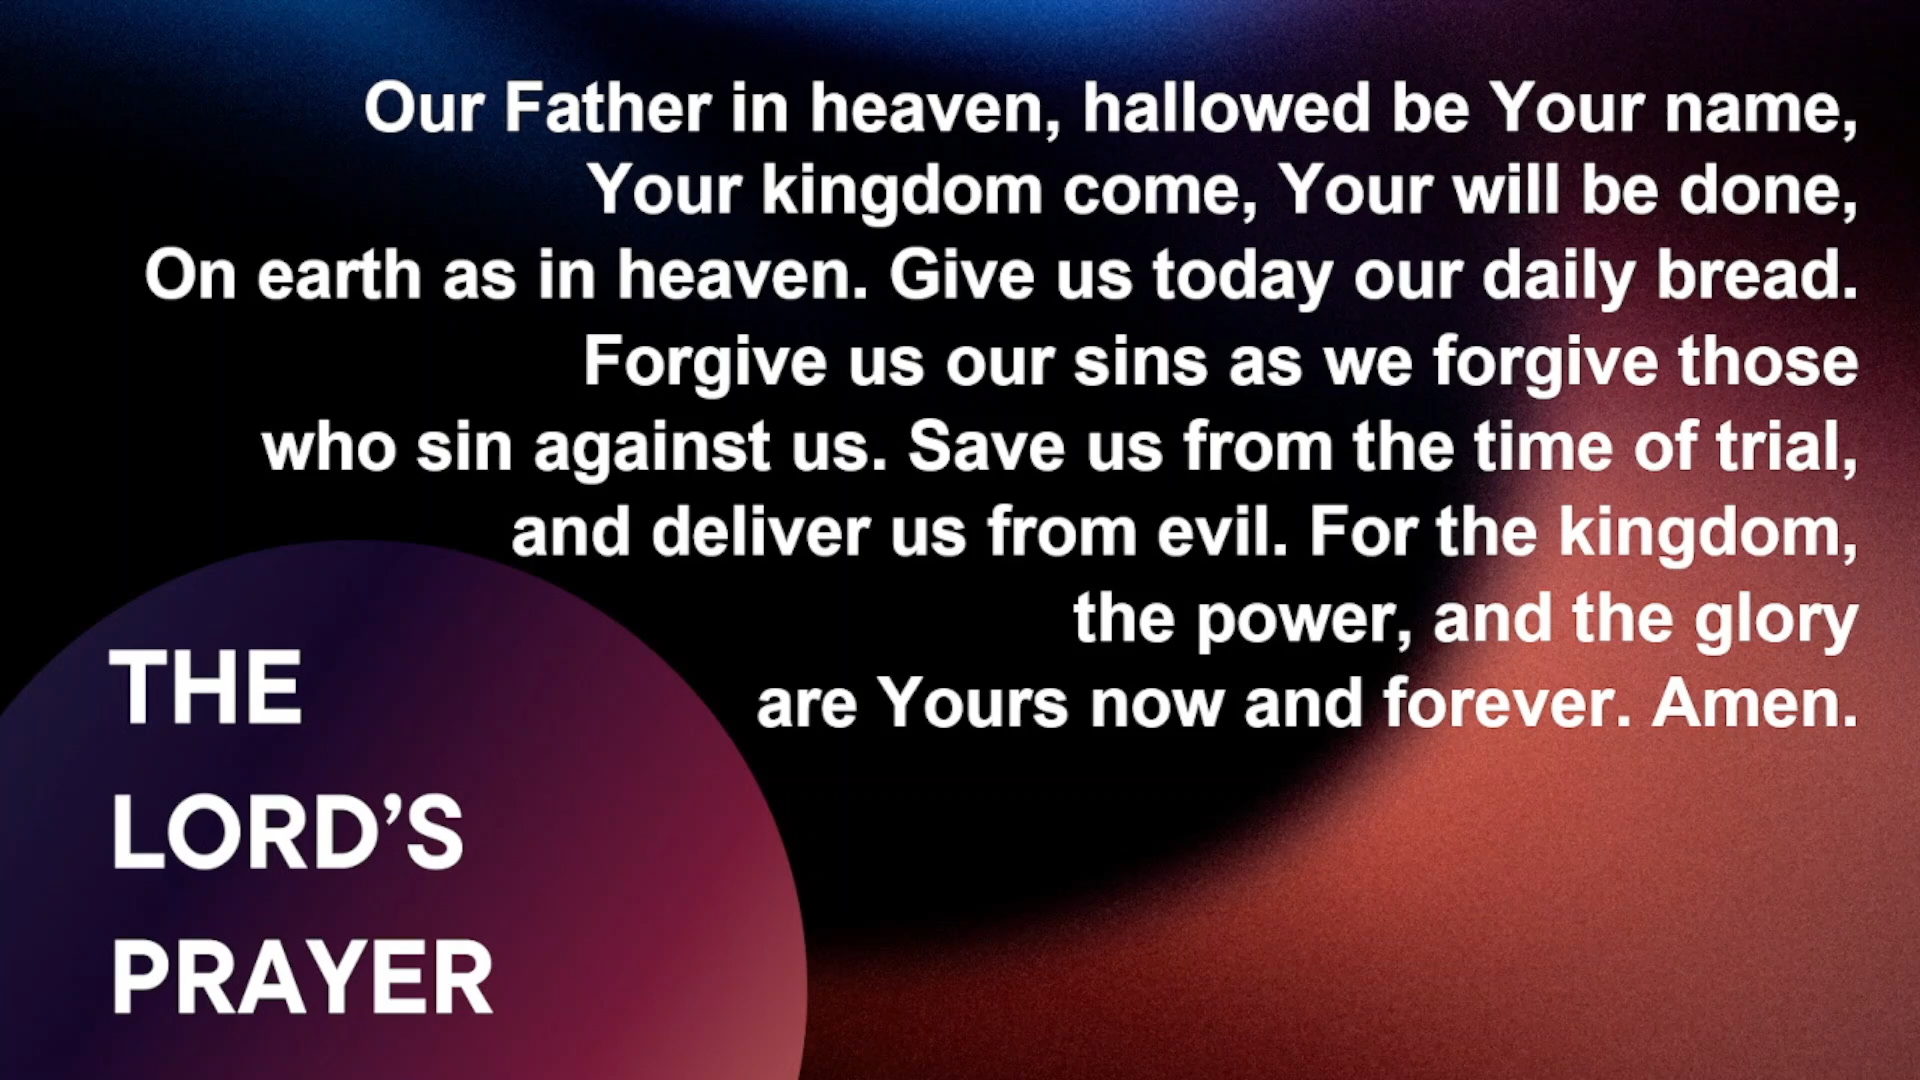 Our Father in heaven, hallowed be Your name,
Your kingdom come, Your will be done,
On earth as in heaven. Give us today our daily bread.
Forgive us our sins as we forgive those
who sin against us. Save us from the time of trial,
and deliver us from evil. For the kingdom,
the power, and the glory
are Yours now and forever. Amen.
THE
LORD’S
PRAYER